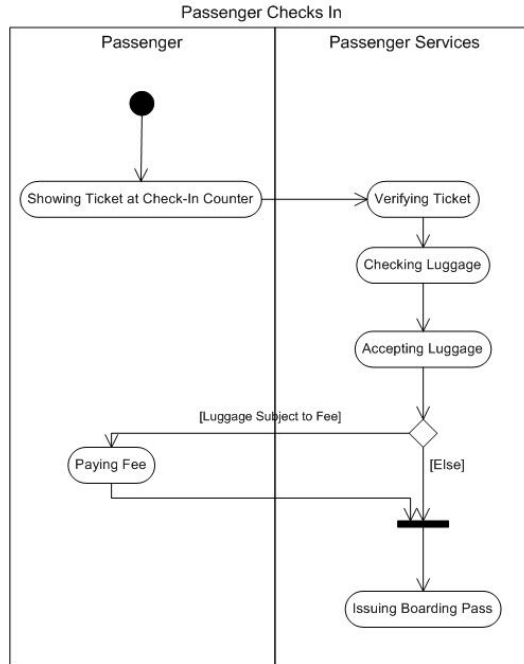 Passenger Checks In
Passenger
Passenger Services
Showing Ticket at Check-In Counter
Verifying Ticket
Checking Luggage
Accepting Luggage
[Luggage Subject to Fee]
Paying Fee
[Else]
Issuing Boarding Pass